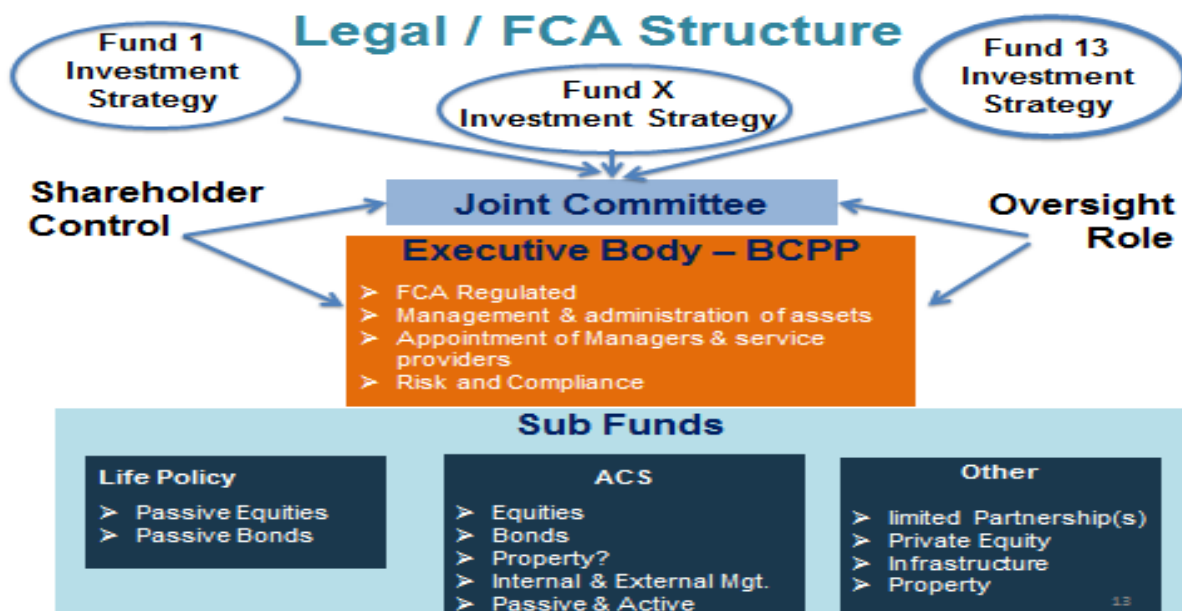 Legal / FCA Structure
Fund 1
Investment
Strategy
Fund X
Investment Strategy
Fund 13
Investment
Strategy
Shareholder
Control
Joint Committee
Oversight
Role
Executive Body – BCPP
➢ FCA Regulated
➢ Management & administration of assets
➢ Appointment of Managers & service
providers
➢ Risk and Compliance
Sub Funds
Life Policy
➢ Passive Equities
➢ Passive Bonds
ACS
➢ Equities
➢ Bonds
➢ Property?
➢ Internal & External Mgt.
➢ Passive & Active
Other
➢ limited Partnership(s)
➢ Private Equity
➢ Infrastructure
➢ Property
13